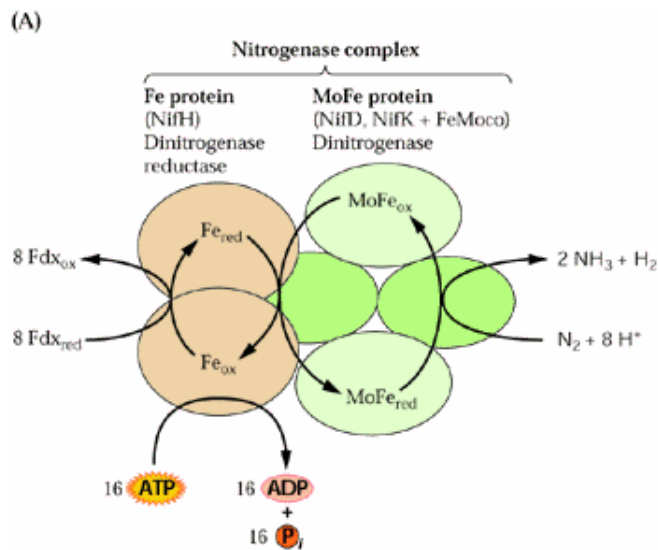 (A)
Nitrogenase complex
Fe protein
(NifH)
Dinitrogenase
reductase
MoFe protein
(NifD, NifK + FeMoco)
Dinitrogenase
MoFeox
Fered
8 Fdxox
2 NH3 + H2
8 Fdxred
N2 + 8 H+
Feox
MoFered
16 ATP
16 ADP
+
16 Pi